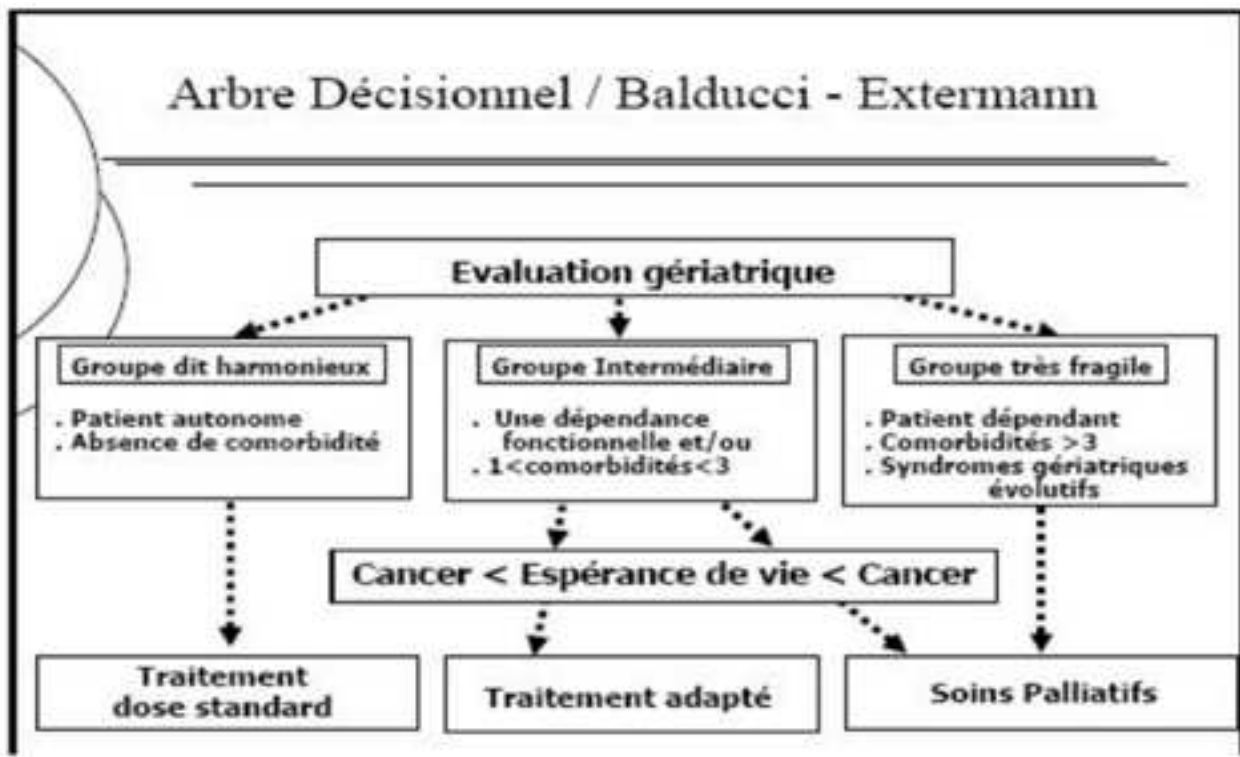 Arbre Décisionnel / Balducci - Extermann
Evaluation gériatrique
Groupe dit harmonieux
. Patient autonome
. Absence de comorbidité
Groupe Intermédiaire
. Une dépendance
fonctionnelle et/ou
. 1<comorbidités<3
Groupe très fragile
. Patient dépendant
. Comorbidités >3
. Syndromes gériatriques
évolutifs
Cancer < Espérance de vie < Cancer
Traitement
dose standard
Traitement adapté
Soins Palliatifs